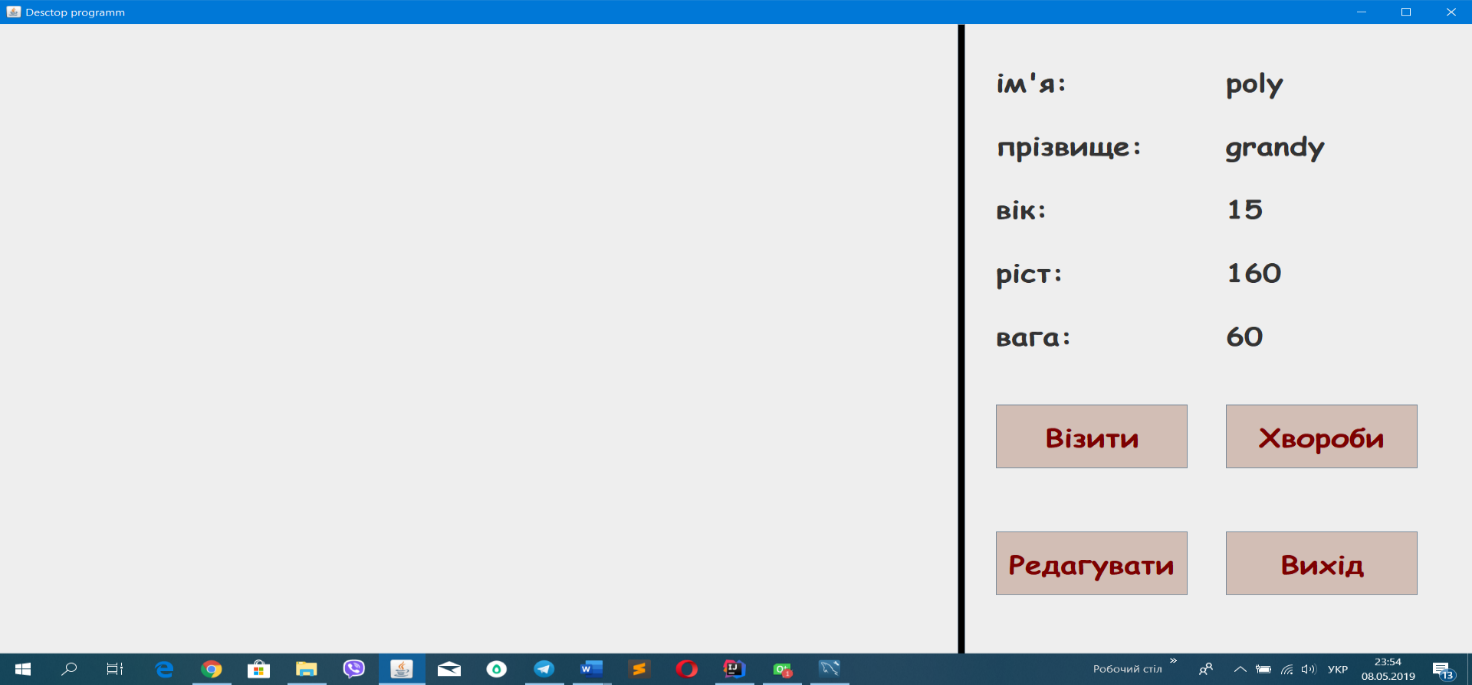 Desctop programm
ім'я: poly
прізвище: grandy
вік: 15
ріст: 160
вага: 60
Візити Хвороби
Редагувати Вихід
Робочий стіл » УКР 23:54
08.05.2019 13